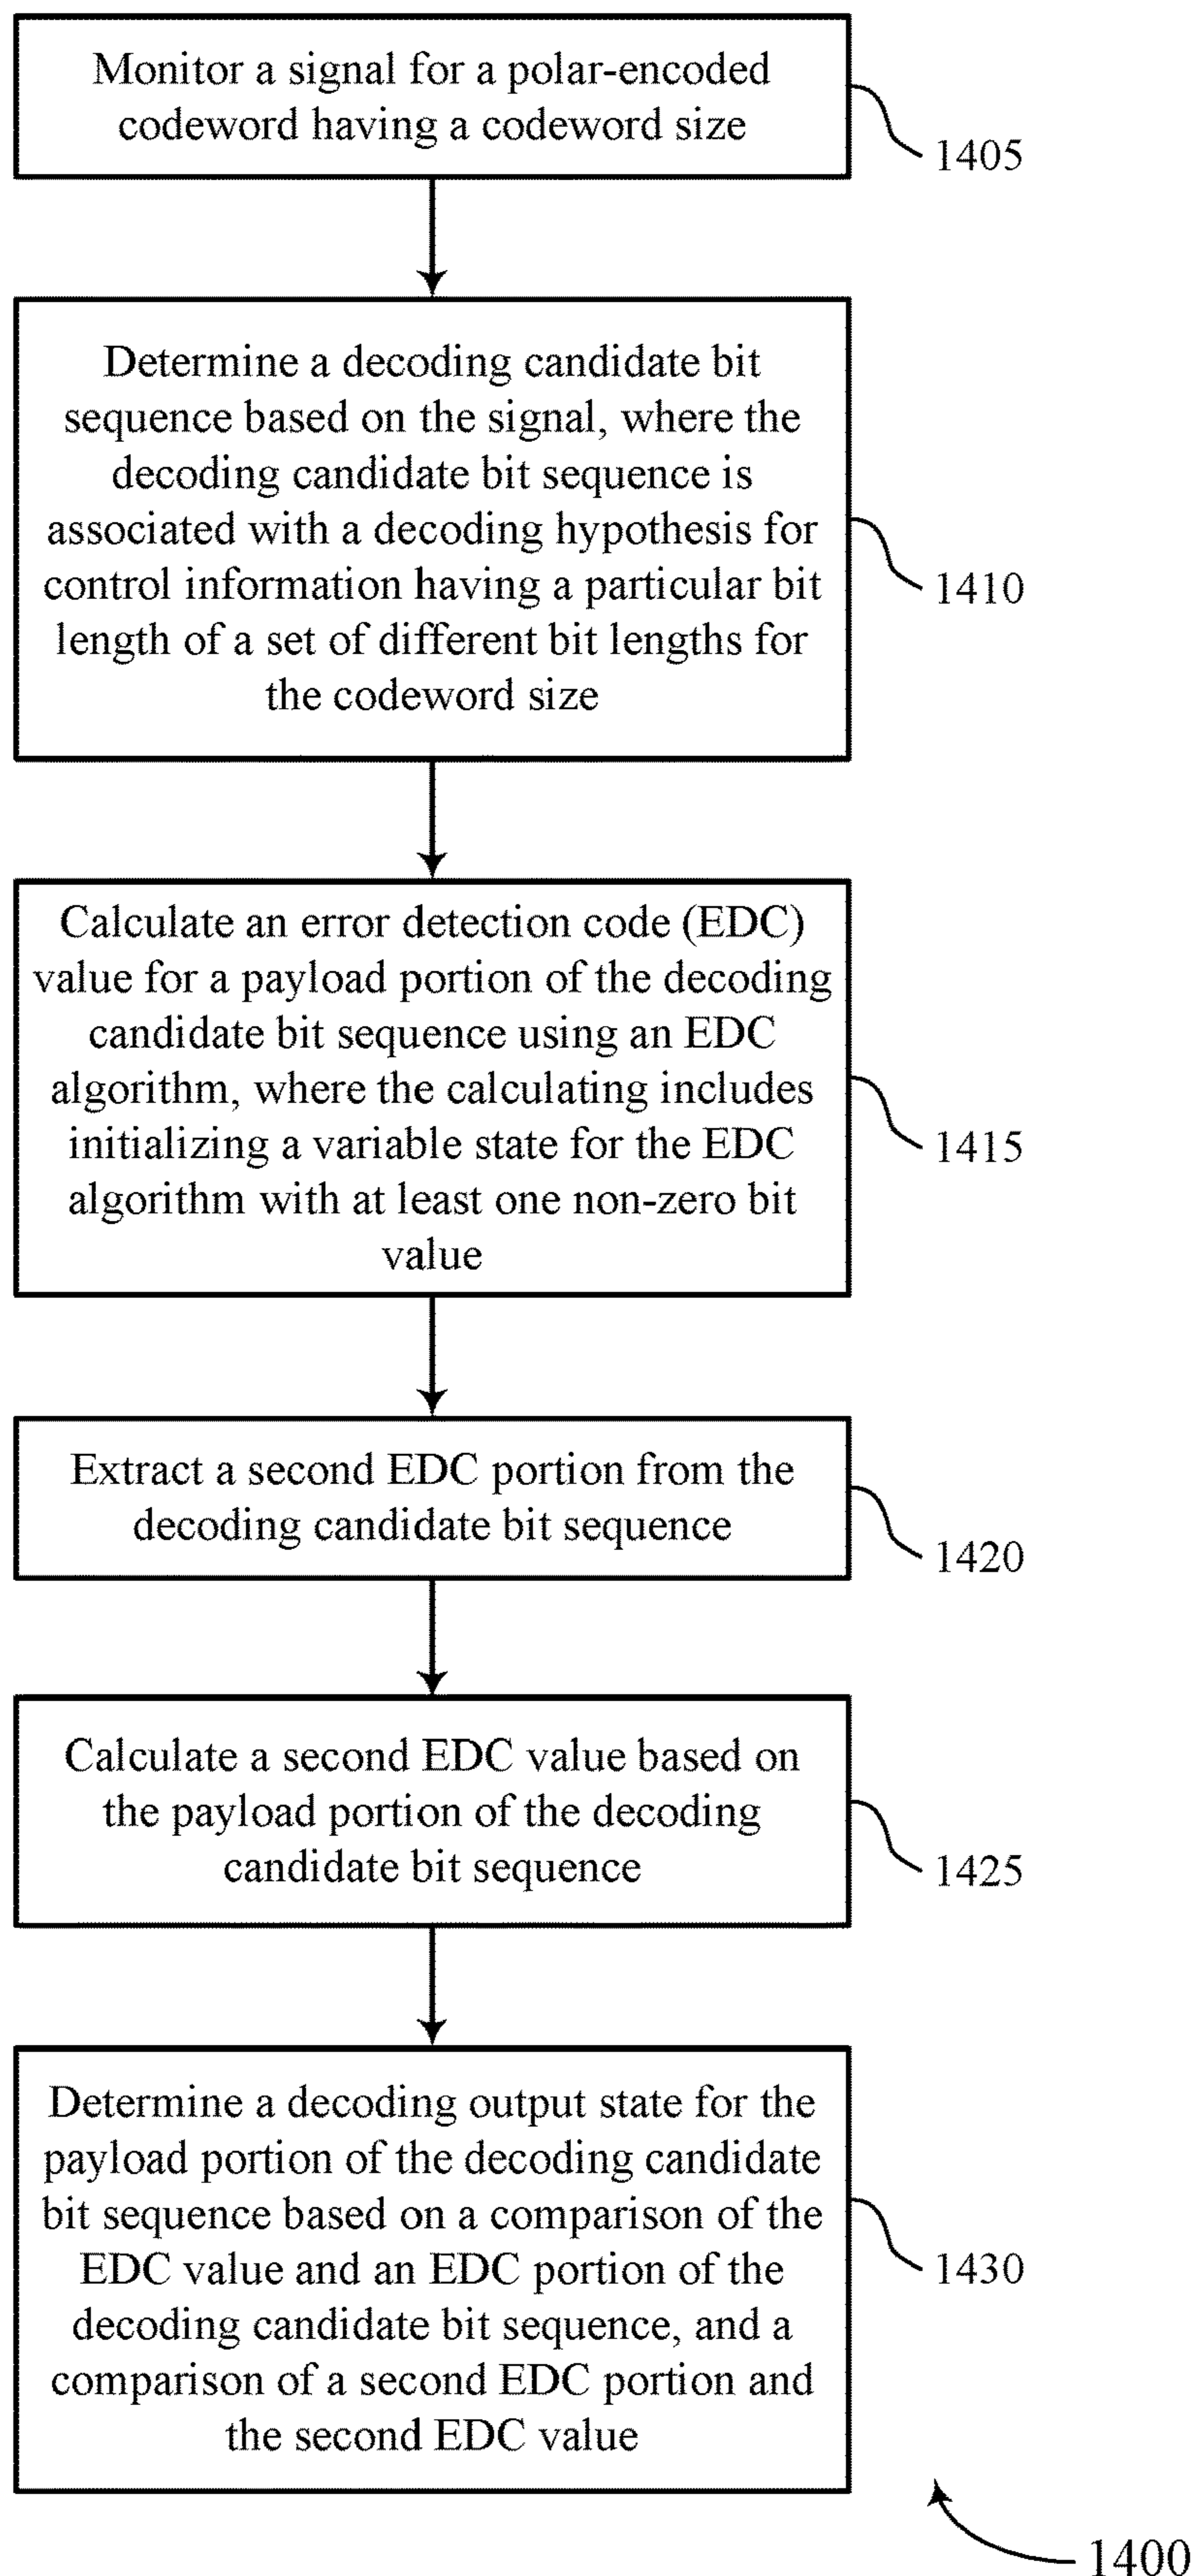 Monitor a signal for a polar-encoded
codeword having a codeword size
1405
Determine a decoding candidate bit
sequence based on the signal, where the
decoding candidate bit sequence is
associated with a decoding hypothesis for
control information having a particular bit
length of a set of different bit lengths for
the codeword size
1410
Calculate an error detection code (EDC)
value for a payload portion of the decoding
candidate bit sequence using an EDC
algorithm, where the calculating includes
initializing a variable state for the EDC
algorithm with at least one non-zero bit
value
1415
Extract a second EDC portion from the
decoding candidate bit sequence
1420
Calculate a second EDC value based on
the payload portion of the decoding
candidate bit sequence
1425
Determine a decoding output state for the
payload portion of the decoding candidate
bit sequence based on a comparison of the
EDC value and an EDC portion of the
decoding candidate bit sequence, and a
comparison of a second EDC portion and
the second EDC value
1430
1400